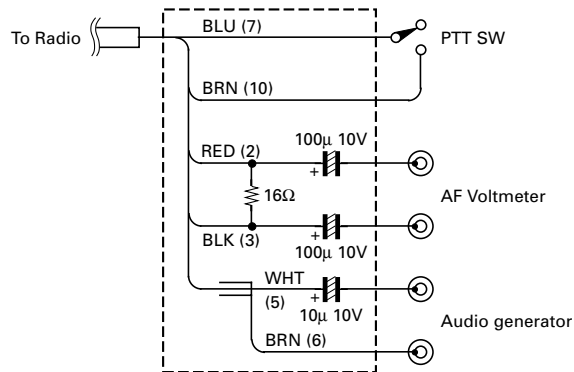 To Radio
BLU (7)
PTT SW
BRN (10)
100µ 10V
RED (2)
+
16Ω
AF Voltmeter
BLK (3)
+
100µ 10V
WHT
(5)
+
10µ 10V
Audio generator
BRN (6)